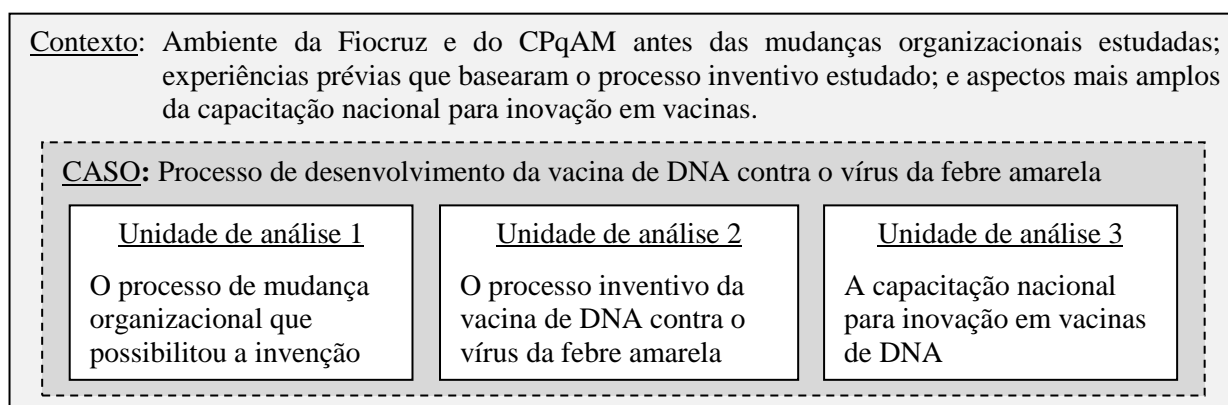 Contexto: Ambiente da Fiocruz e do CPqAM antes das mudanças organizacionais estudadas;
experiências prévias que basearam o processo inventivo estudado; e aspectos mais amplos
da capacitação nacional para inovação em vacinas.
CASO: Processo de desenvolvimento da vacina de DNA contra o vírus da febre amarela
Unidade de análise 1
O processo de mudança
organizacional que
possibilitou a invenção
Unidade de análise 2
O processo inventivo da
vacina de DNA contra o
vírus da febre amarela
Unidade de análise 3
A capacitação nacional
para inovação em vacinas
de DNA